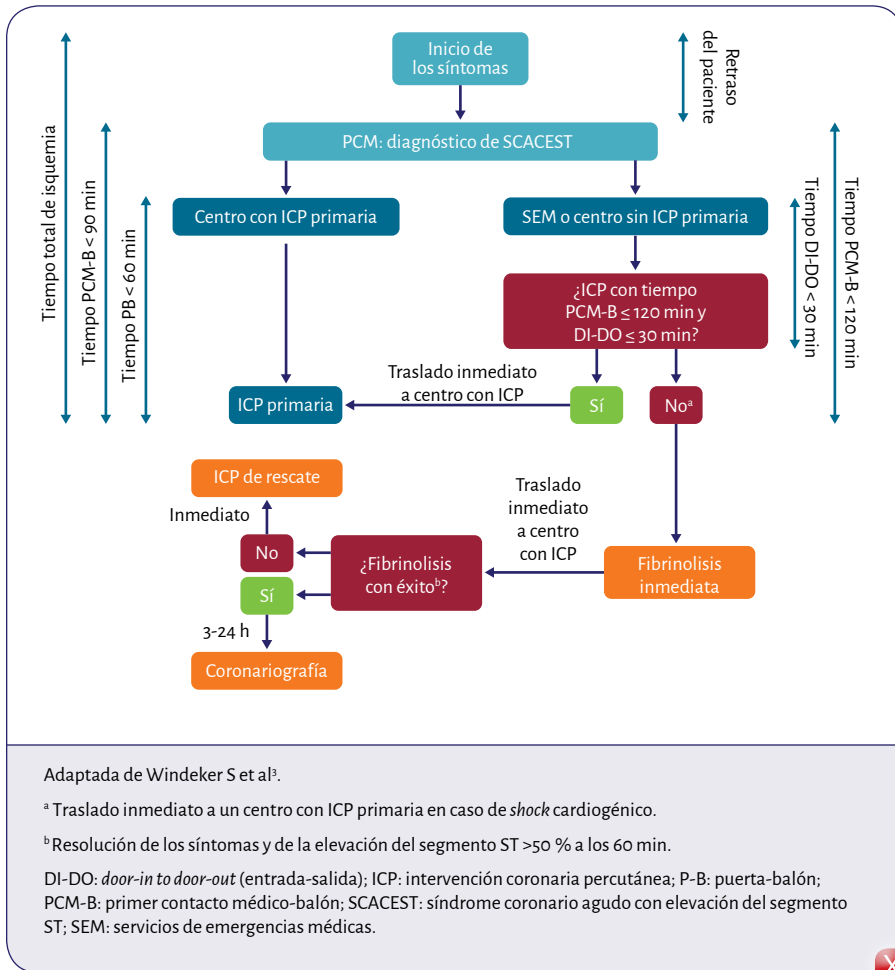 Inicio de
los síntomas
Retraso
del paciente
Tiempo total de isquemia
Tiempo PCM-B < 90 min
Tiempo PB < 60 min
PCM: diagnóstico de SCACEST
Centro con ICP primaria
SEM o centro sin ICP primaria
Tiempo DI-DO < 30 min
Tiempo PCM-B < 120 min
¿ICP con tiempo
PCM-B ≤ 120 min y
DI-DO ≤ 30 min?
Traslado inmediato
a centro con ICP
ICP primaria
Sí
Noᵃ
ICP de rescate
Inmediato
No
Sí
3-24 h
Coronariografía
¿Fibrinolisis
con éxitoᵇ?
Traslado
inmediato
a centro
con ICP
Fibrinolisis
inmediata
Adaptada de Windeker S et al³.
ᵃ Traslado inmediato a un centro con ICP primaria en caso de shock cardiogénico.
ᵇ Resolución de los síntomas y de la elevación del segmento ST >50 % a los 60 min.
DI-DO: door-in to door-out (entrada-salida); ICP: intervención coronaria percutánea; P-B: puerta-balón;
PCM-B: primer contacto médico-balón; SCACEST: síndrome coronario agudo con elevación del segmento
ST; SEM: servicios de emergencias médicas.